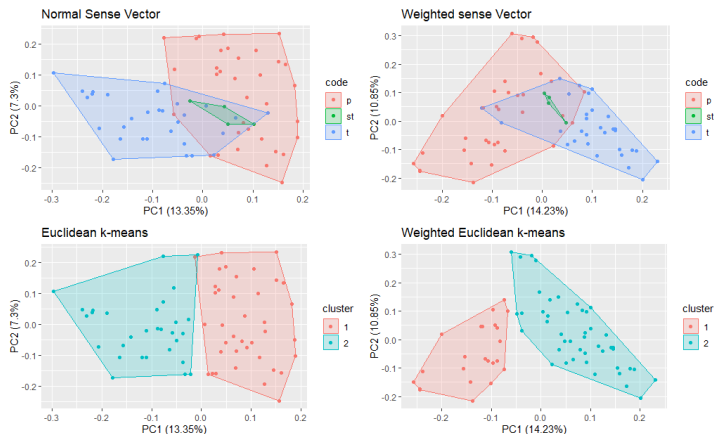 Normal Sense Vector
0.2
0.1
0.0
-0.1
-0.2
PC2 (7.3%)
-0.3 -0.2 -0.1 0.0 0.1 0.2
PC1 (13.35%)
code
p
st
t
Weighted sense Vector
0.3
0.2
0.1
0.0
-0.1
-0.2
PC2 (10.85%)
-0.2 -0.1 0.0 0.1 0.2
PC1 (14.23%)
code
p
st
t
Euclidean k-means
0.2
0.1
0.0
-0.1
-0.2
PC2 (7.3%)
-0.3 -0.2 -0.1 0.0 0.1 0.2
PC1 (13.35%)
cluster
1
2
Weighted Euclidean k-means
0.3
0.2
0.1
0.0
-0.1
-0.2
PC2 (10.85%)
-0.2 -0.1 0.0 0.1 0.2
PC1 (14.23%)
cluster
1
2